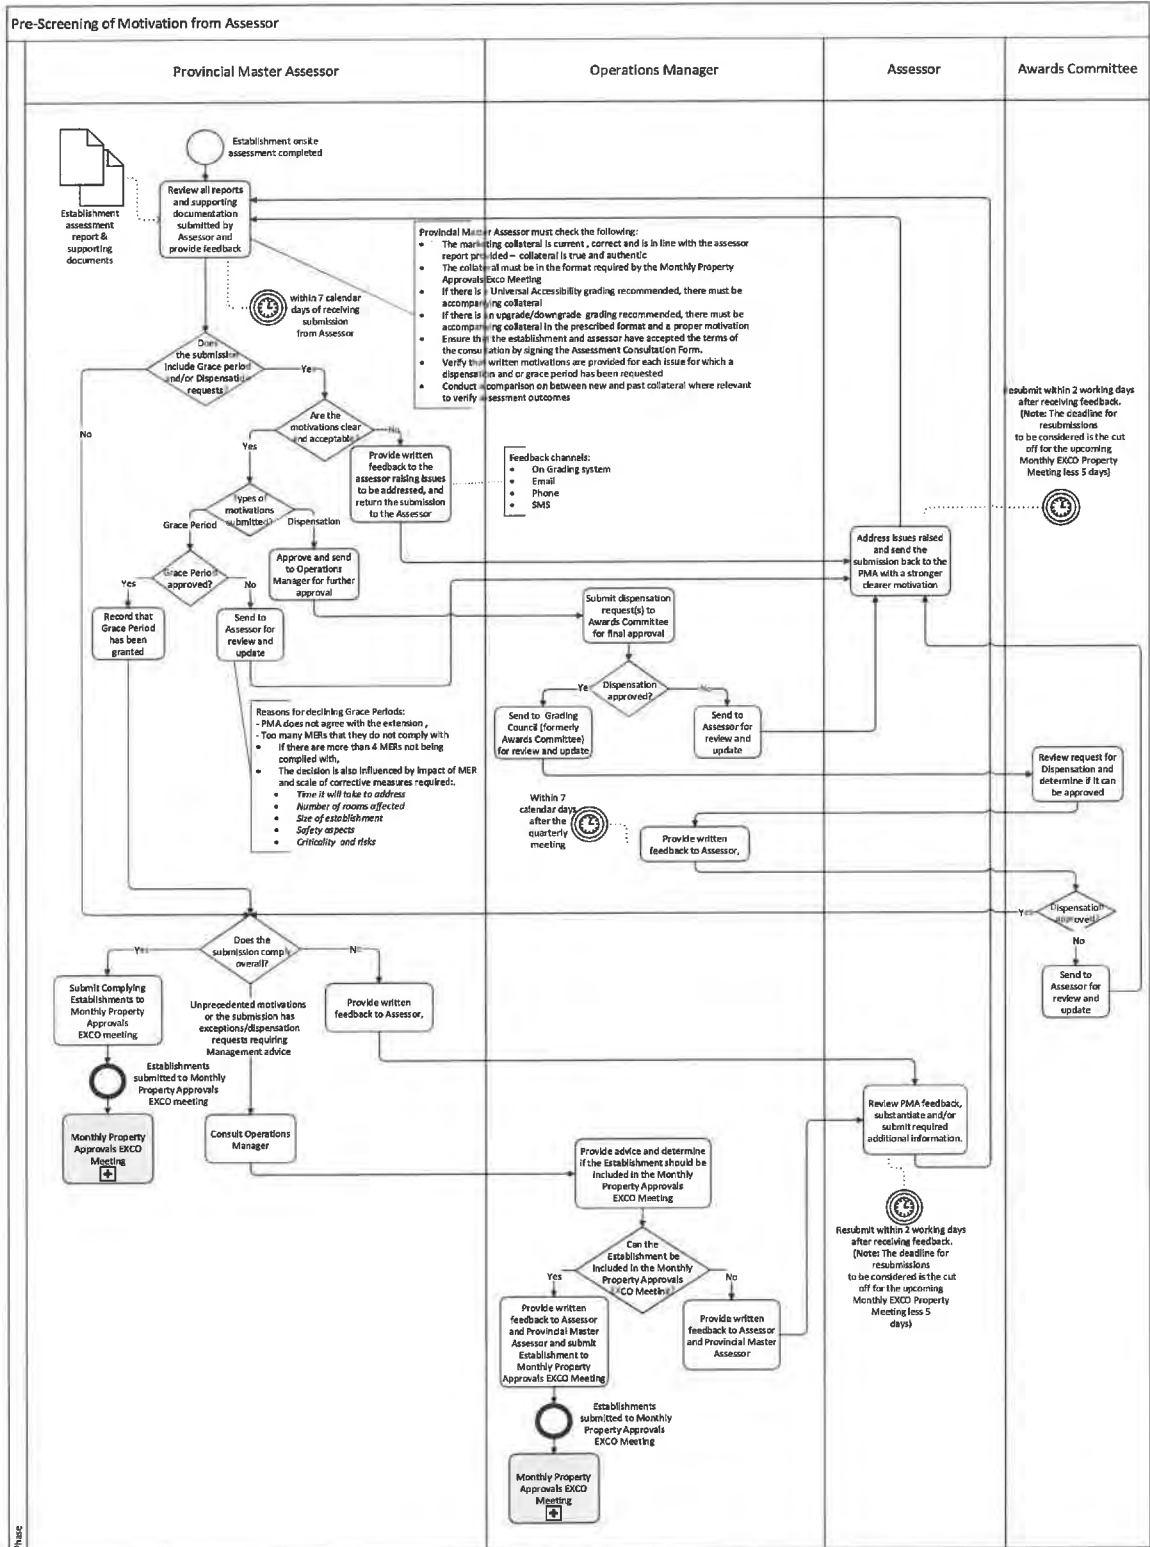 Pre-Screening of Motivation from Assessor
Provincial Master Assessor
Operations Manager
Assessor
Awards Committee
Establishment onsite
assessment completed
Establishment
assessment
report &
supporting
documents
Review all reports
and supporting
documentation
submitted by
Assessor and
provide feedback
within 7 calendar
days of receiving
submission
from Assessor
Provincial Master Assessor must check the following:
• The marketing collateral is current , correct and is in line with the assessor
report provided – collateral is true and authentic
• The collateral must be in the format required by the Monthly Property
Approvals Exco Meeting
• If there is a Universal Accessibility grading recommended, there must be
accompanying collateral
• If there is an upgrade/downgrade grading recommended, there must be
accompanying collateral in the prescribed format and a proper motivation
• Ensure that the establishment and assessor have accepted the terms of
the consultation by signing the Assessment Consultation Form.
• Verify that written motivations are provided for each issue for which a
dispensation and or grace period has been requested
• Conduct a comparison on between new and past collateral where relevant
to verify assessment outcomes
Does
the submission
include Grace period
and/or Dispensation
requests?
Yes
No
Are the
motivations clear
and acceptable?
Yes
No
Provide written
feedback to the
assessor raising issues
to be addressed, and
return the submission
to the Assessor
Feedback channels:
• On Grading system
• Email
• Phone
• SMS
Resubmit within 2 working days
after receiving feedback.
(Note: The deadline for
resubmissions
to be considered is the cut
off for the upcoming
Monthly EXCO Property
Meeting less 5 days)
Types of
motivations
submitted?
Grace Period
Dispensation
Address issues raised
and send the
submission back to the
PMA with a stronger
clearer motivation
Approve and send
to Operations
Manager for further
approval
Grace Period
approved?
Yes
No
Record that
Grace Period
has been
granted
Send to
Assessor for
review and
update
Submit dispensation
request(s) to
Awards Committee
for final approval
Dispensation
approved?
Yes
No
Send to Grading
Council (formerly
Awards Committee)
for review and update
Send to
Assessor for
review and
update
Reasons for declining Grace Periods:
- PMA does not agree with the extension ,
- Too many MERs that they do not comply with
• If there are more than 4 MERs not being
complied with,
• The decision is also influenced by impact of MER
and scale of corrective measures required:.
• Time it will take to address
• Number of rooms affected
• Size of establishment
• Safety aspects
• Criticality and risks
Review request for
Dispensation and
determine if it can
be approved
Within 7
calendar days
after the
quarterly
meeting
Provide written
feedback to Assessor,
Dispensation
approved?
Yes
No
Send to
Assessor for
review and
update
Does the
submission comply
overall?
Yes
No
Submit Complying
Establishments to
Monthly Property
Approvals
EXCO meeting
Unprecedented motivations
or the submission has
exceptions/dispensation
requests requiring
Management advice
Provide written
feedback to Assessor,
Establishments
submitted to Monthly
Property Approvals
EXCO meeting
Monthly Property
Approvals EXCO
Meeting
Consult Operations
Manager
Review PMA feedback,
substantiate and/or
submit required
additional information.
Provide advice and determine
if the Establishment should be
included in the Monthly
Property Approvals
EXCO Meeting
Resubmit within 2 working days
after receiving feedback.
(Note: The deadline for
resubmissions
to be considered is the cut
off for the upcoming
Monthly EXCO Property
Meeting less 5
days)
Can the
Establishment be
included in the Monthly
Property Approvals
EXCO Meeting?
Yes
No
Provide written
feedback to Assessor
and Provincial Master
Assessor and submit
Establishment to
Monthly Property
Approvals EXCO Meeting
Provide written
feedback to Assessor
and Provincial Master
Assessor
Establishments
submitted to Monthly
Property Approvals
EXCO Meeting
Monthly Property
Approvals EXCO
Meeting
Phase